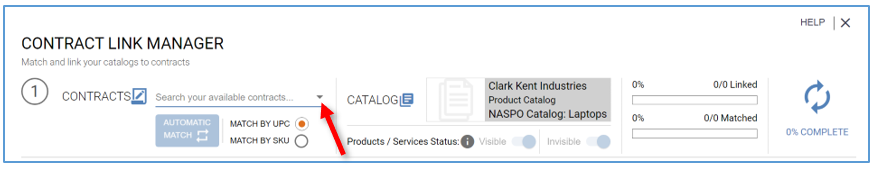 HELP
CONTRACT LINK MANAGER
Match and link your catalogs to contracts
1
CONTRACTS
Search your available contracts...
AUTOMATIC
MATCH
MATCH BY UPC
MATCH BY SKU
CATALOG
Clark Kent Industries
Product Catalog
NASPO Catalog: Laptops
Products / Services Status: Visible Invisible
0% 0/0 Linked
0% 0/0 Matched
0% COMPLETE